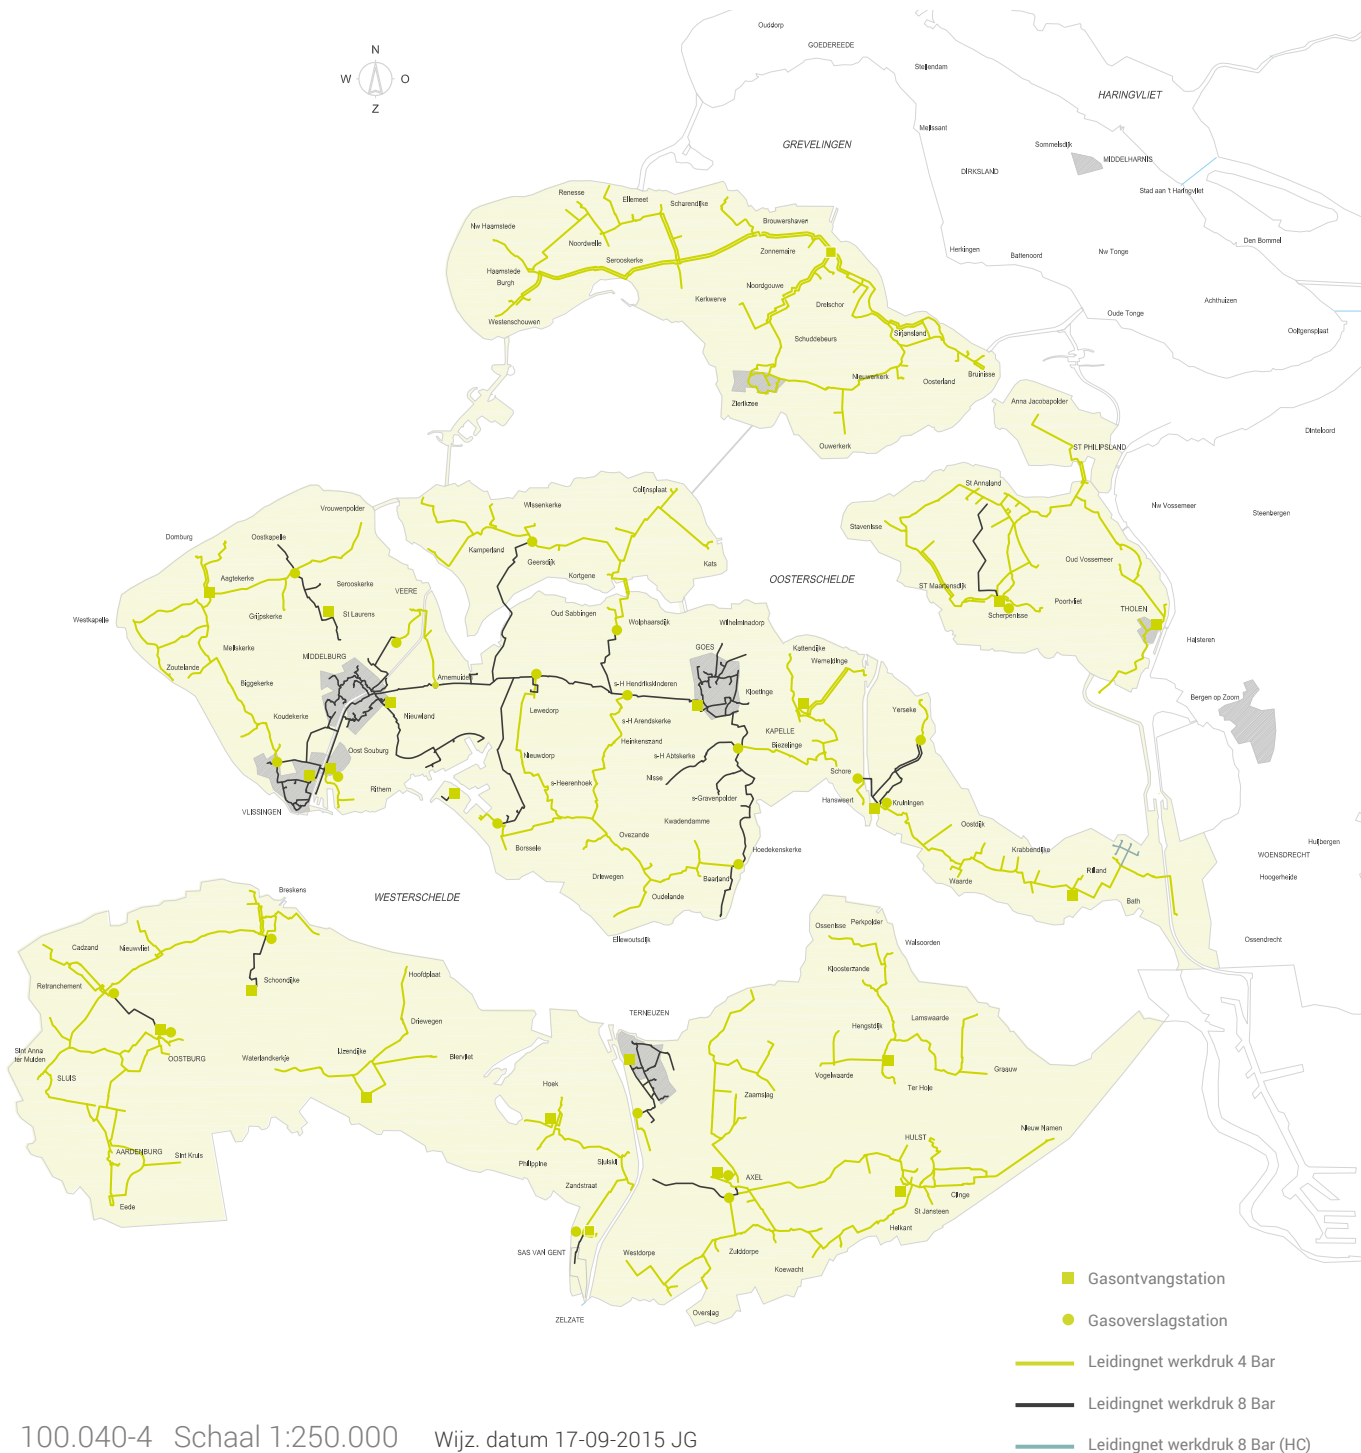 Ouddorp
GOEDEREEDE
Stellendam
N
W O
Z
HARINGVLIET
GREVELINGEN
Melissant
Sommelsdijk
MIDDELHARNIS
DIRKSLAND
Stad aan 't Haringvliet
Renesse
Ellemeet
Scharendijke
Brouwershaven
Nw Haamstede
Noordwelle
Serooskerke
Zonnemaire
Herkingen
Battenoord
Nw Tonge
Den Bommel
Haamstede
Burgh
Noordgouwe
Kerkwerve
Dreischor
Achthuizen
Oude Tonge
Westenschouwen
Sirjansland
Ooltgensplaat
Schuddebeurs
Nieuwerkerk
Oosterland
Bruinisse
Zierikzee
Anna Jacobapolder
Ouwerkerk
ST PHILIPSLAND
Dinteloord
St Annaland
Colijnsplaat
Wissenkerke
Vrouwenpolder
Nw Vossemeer
Steenbergen
Stavenisse
Domburg
Oostkapelle
Kamperland
Geersdijk
Kats
Oud Vossemeer
Aagtekerke
Serooskerke
Kortgene
OOSTERSCHELDE
ST Maartensdijk
VEERE
Poortvliet
THOLEN
Westkapelle
Grijpskerke
St Laurens
Oud Sabbingen
Wolphaarsdijk
Wilhelminadorp
Scherpenisse
Halsteren
Meliskerke
MIDDELBURG
GOES
Kattendijke
Wemeldinge
Zoutelande
Arnemuiden
s-H Hendrikskinderen
Biggekerke
Kloetinge
Bergen op Zoom
Koudekerke
Nieuwland
Lewedorp
s-H Arendskerke
Yerseke
KAPELLE
Heinkenszand
Biezelinge
Oost Souburg
Nieuwdorp
s-H Abtskerke
Nisse
Schore
s-Heerenhoek
Rithem
s-Gravenpolder
Hansweert
Kruiningen
VLISSINGEN
Kwadendamme
Oostdijk
Borssele
Ovezande
Hoedekenskerke
Krabbendijke
Huijbergen
WOENSDRECHT
Driewegen
Baarland
Waarde
Rilland
Hoogerheide
Breskens
WESTERSCHELDE
Oudelande
Bath
Ossenisse
Perkpolder
Ellewoutsdijk
Walsoorden
Ossendrecht
Cadzand
Nieuwvliet
Kloosterzande
Hoofdplaat
Retranchement
Schoondijke
TERNEUZEN
Lamswaarde
Driewegen
Hengstdijk
Sint Anna
ter Muiden
OOSTBURG
Waterlandkerkje
IJzendijke
Biervliet
Vogelwaarde
Graauw
SLUIS
Hoek
Ter Hole
Zaamslag
Nieuw Namen
AARDENBURG
Sint Kruis
HULST
Philippine
Sluiskil
AXEL
Zandstraat
Clinge
St Jansteen
Eede
Helkant
SAS VAN GENT
Westdorpe
Zuiddorpe
Koewacht
Overslag
ZELZATE
Gasontvangstation
Gasoverslagstation
Leidingnet werkdruk 4 Bar
Leidingnet werkdruk 8 Bar
Leidingnet werkdruk 8 Bar (HC)
100.040-4 Schaal 1:250.000 Wijz. datum 17-09-2015 JG